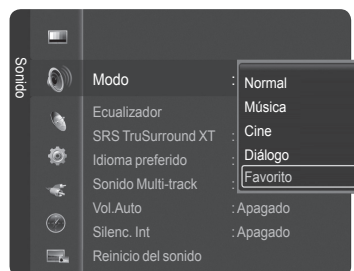 Sonido
Modo : Normal
Música
Cine
Diálogo
Favorito
Ecualizador
SRS TruSurround XT :
Idioma preferido :
Sonido Multi-track :
Vol.Auto : Apagado
Silenc. Int : Apagado
Reinicio del sonido